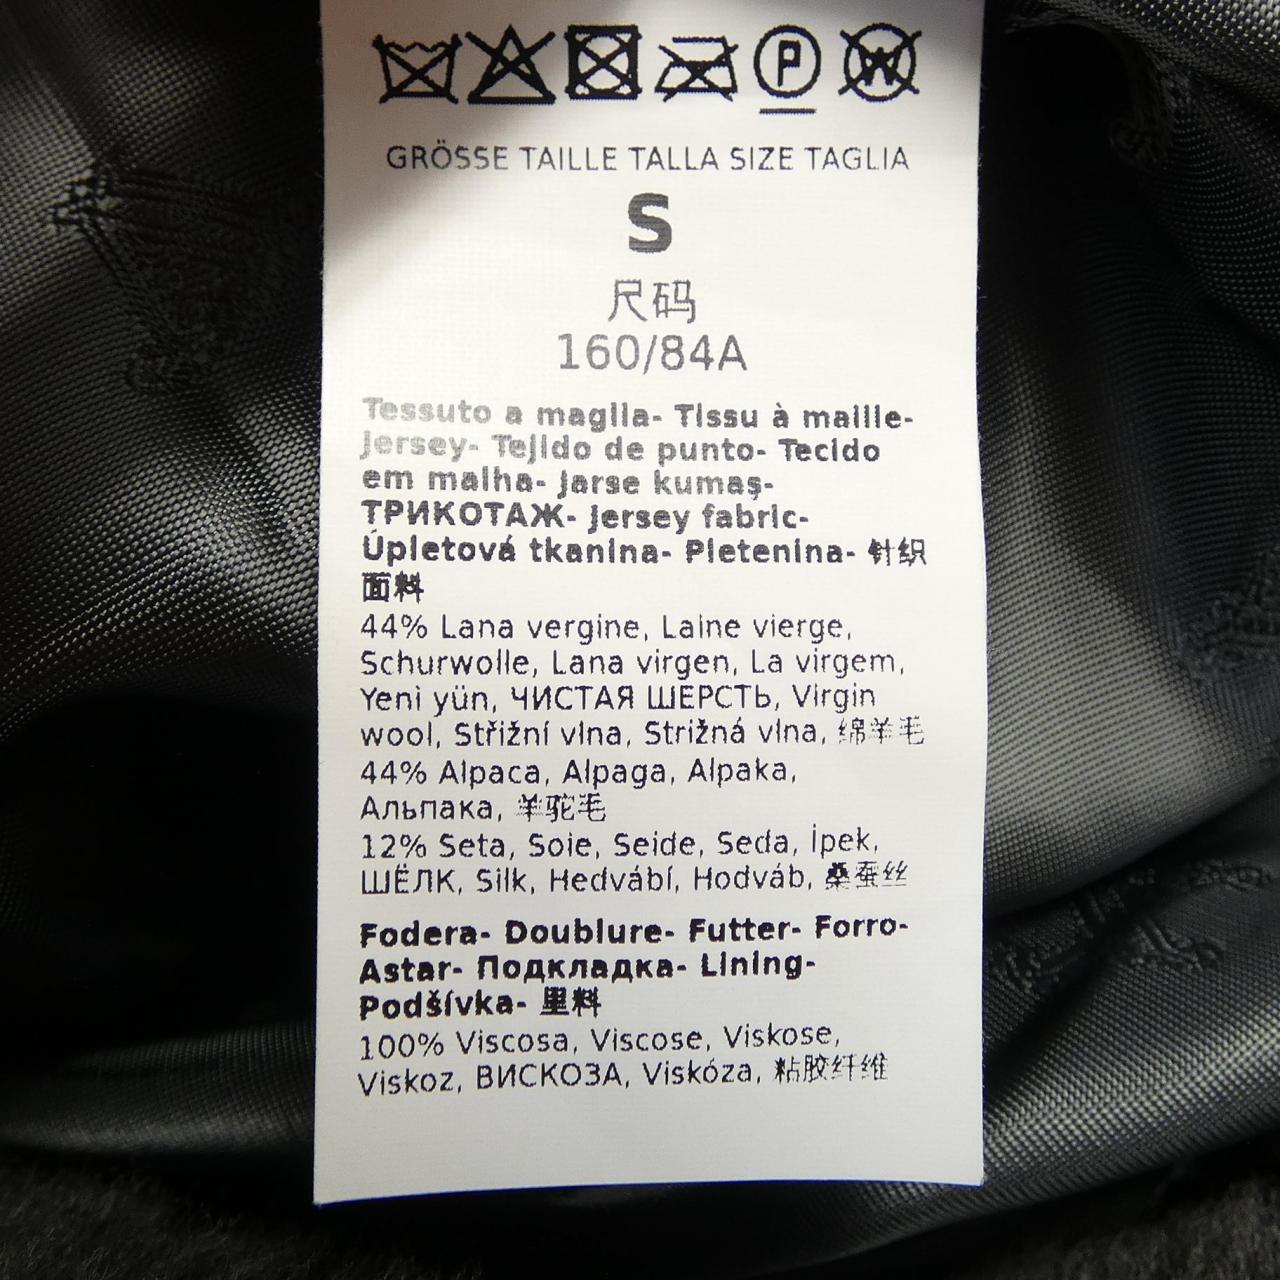 P W
GRÖSSE TAILLE TALLA SIZE TAGLIA
S
尺码
160/84A
Tessuto a maglia- Tissu à maille-
Jersey- Tejido de punto- Tecido
em malha- Jarse kumaş-
ТРИКОТАЖ- Jersey fabric-
Úpletová tkanina- Pletenina- 针织
面料
44% Lana vergine, Laine vierge,
Schurwolle, Lana virgen, La virgem,
Yeni yün, ЧИСТАЯ ШЕРСТЬ, Virgin
wool, Střižní vlna, Strižná vlna, 绵羊毛
44% Alpaca, Alpaga, Alpaka,
Альпака, 羊驼毛
12% Seta, Soie, Seide, Seda, İpek,
ШЁЛК, Silk, Hedvábí, Hodváb, 桑蚕丝
Fodera- Doublure- Futter- Forro-
Astar- Подкладка- Lining-
Podšívka- 里料
100% Viscosa, Viscose, Viskose,
Viskoz, ВИСКОЗА, Viskóza, 粘胶纤维